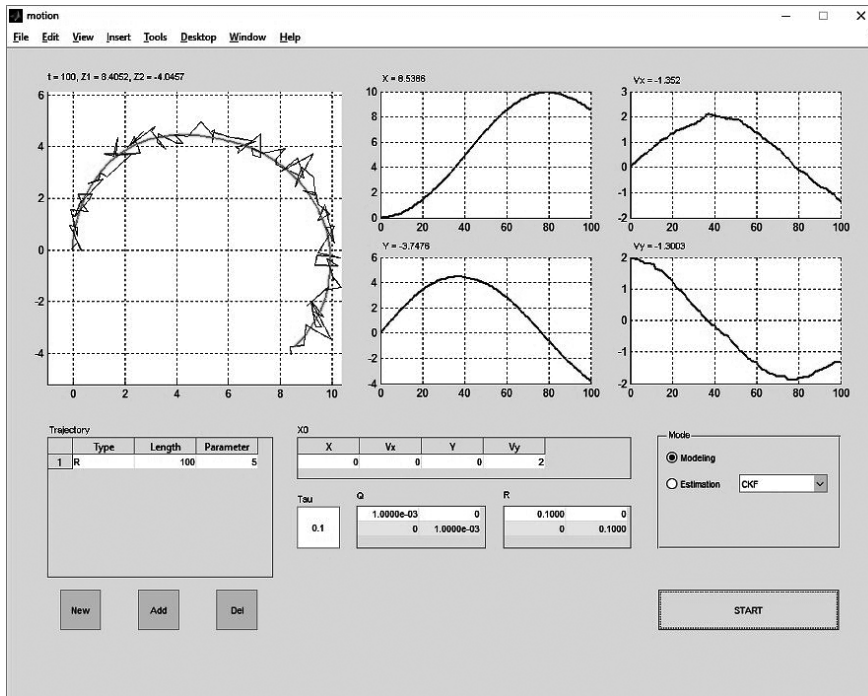 motion
File Edit View Insert Tools Desktop Window Help
t = 100, Z1 = 8.4052, Z2 = -4.0457
6
4
2
0
-2
-4
0 2 4 6 8 10
X = 8.5386
10
8
6
4
2
0
0 20 40 60 80 100
Vx = -1.352
3
2
1
0
-1
-2
0 20 40 60 80 100
Y = -3.7476
6
4
2
0
-2
-4
0 20 40 60 80 100
Vy = -1.3003
2
1
0
-1
-2
0 20 40 60 80 100
Trajectory
Type Length Parameter
1 R 100 5
X0
X Vx Y Vy
0 0 0 2
Tau
0.1
Q
1.0000e-03 0
0 1.0000e-03
R
0.1000 0
0 0.1000
Mode
Modeling
Estimation CKF
New Add Del
START